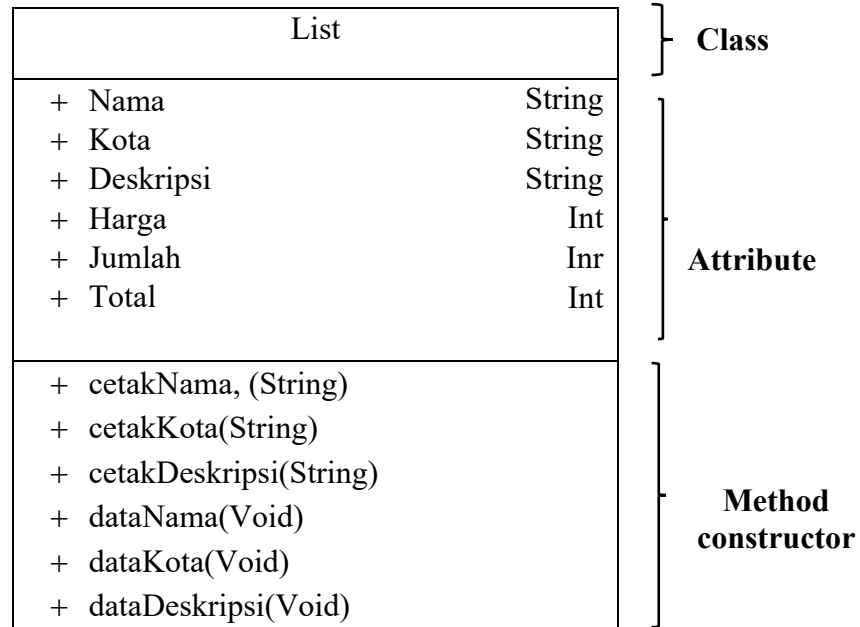 List
Class
+ Nama String
+ Kota String
+ Deskripsi String
+ Harga Int
+ Jumlah Inr
+ Total Int
Attribute
+ cetakNama, (String)
+ cetakKota(String)
+ cetakDeskripsi(String)
+ dataNama(Void)
+ dataKota(Void)
+ dataDeskripsi(Void)
Method
constructor